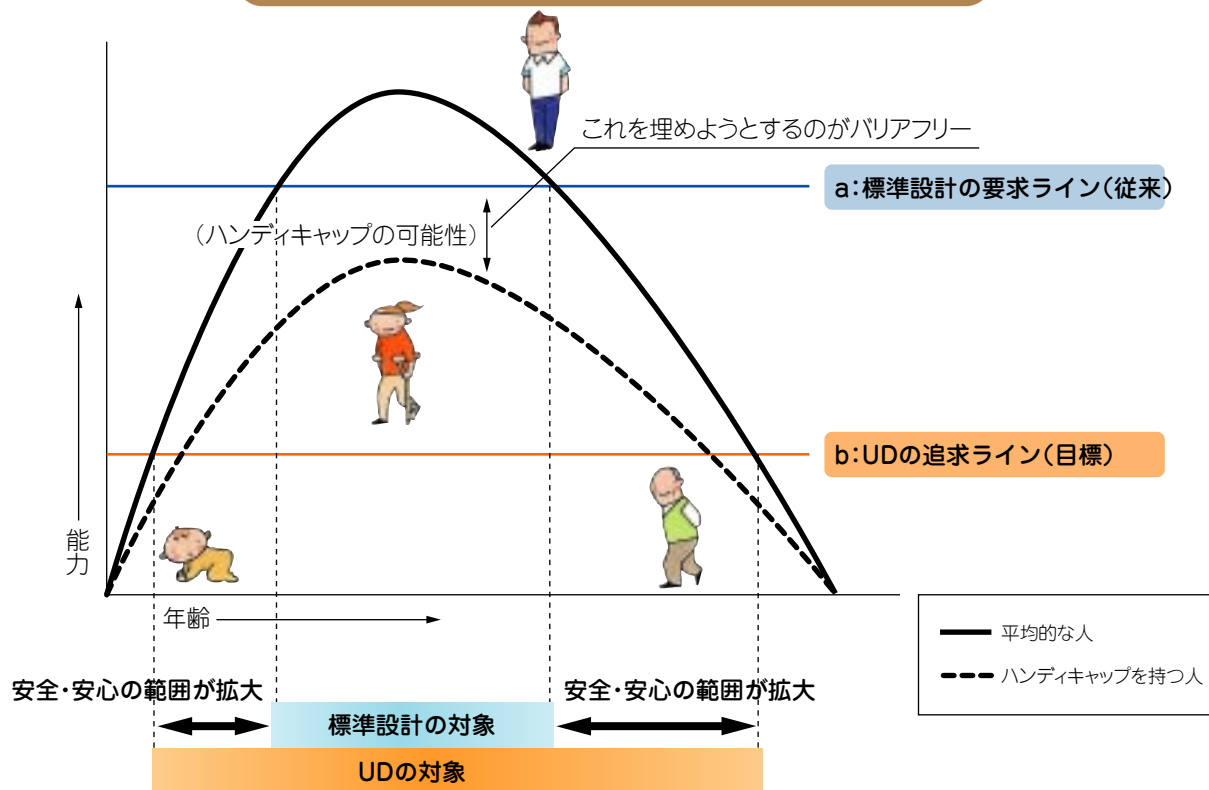 これを埋めようとするのがバリアフリー
a:標準設計の要求ライン(従来)
(ハンディキャップの可能性)
b:UDの追求ライン(目標)
能力
年齢
平均的な人
ハンディキャップを持つ人
安全・安心の範囲が拡大
安全・安心の範囲が拡大
標準設計の対象
UDの対象